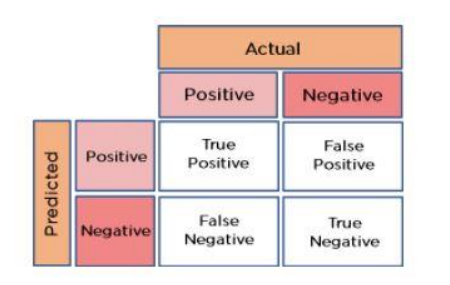 Actual
Positive
Negative
Predicted
Positive
True
Positive
False
Positive
Negative
False
Negative
True
Negative